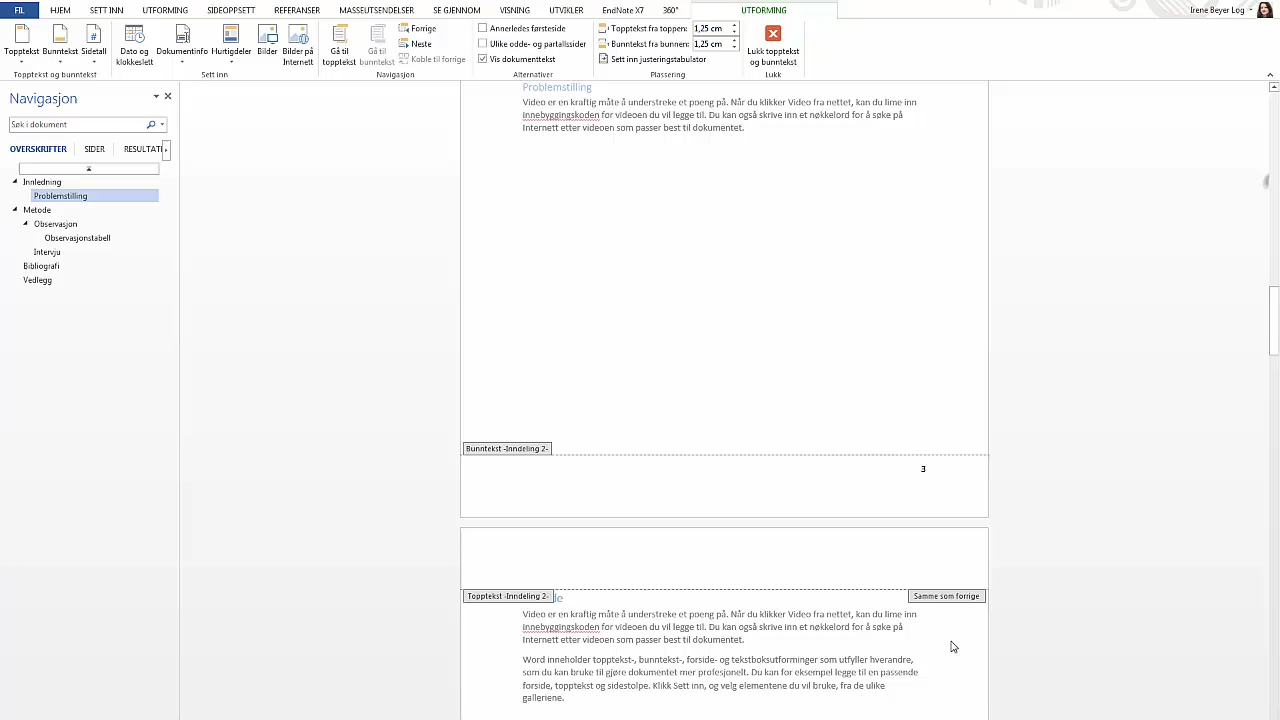 FIL HJEM SETT INN UTFORMING SIDEOPPSETT REFERANSER MASSEUTSENDELSER SE GJENNOM VISNING UTVIKLER EndNote X7 360° UTFORMING Irene Beyer Log
Topptekst Bunntekst Sidetall
Topptekst og bunntekst
Dato og klokkeslett
Dokumentinfo Hurtigdeler Bilder
Bilder på Internett
Sett inn
Gå til topptekst
Gå til bunntekst
Forrige
Neste
Koble til forrige
Navigasjon
Annerledes førsteside
Ulike odde- og partallssider
Vis dokumenttekst
Alternativer
Topptekst fra toppen: 1,25 cm
Bunntekst fra bunnen: 1,25 cm
Sett inn justeringstabulator
Plassering
Lukk topptekst og bunntekst
Lukk
Navigasjon
Søk i dokument
OVERSKRIFTER SIDER RESULTAT
Innledning
Problemstilling
Metode
Observasjon
Observasjonstabell
Intervju
Bibliografi
Vedlegg
Problemstilling
Video er en kraftig måte å understreke et poeng på. Når du klikker Video fra nettet, kan du lime inn
innebyggingskoden for videoen du vil legge til. Du kan også skrive inn et nøkkelord for å søke på
Internett etter videoen som passer best til dokumentet.
Bunntekst -Inndeling 2-
3
Topptekst -Inndeling 2- de Samme som forrige
Video er en kraftig måte å understreke et poeng på. Når du klikker Video fra nettet, kan du lime inn
innebyggingskoden for videoen du vil legge til. Du kan også skrive inn et nøkkelord for å søke på
Internett etter videoen som passer best til dokumentet.
Word inneholder topptekst-, bunntekst-, forside- og tekstboksutforminger som utfyller hverandre,
som du kan bruke til gjøre dokumentet mer profesjonelt. Du kan for eksempel legge til en passende
forside, topptekst og sidestolpe. Klikk Sett inn, og velg elementene du vil bruke, fra de ulike
galleriene.